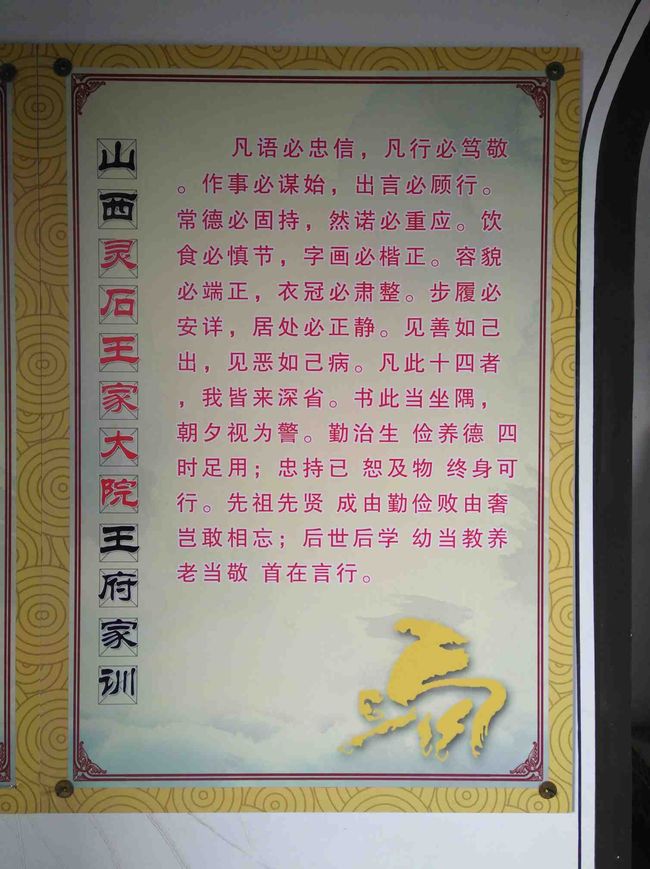 山西灵石王家大院王府家训
凡语必忠信，凡行必笃敬
。作事必谋始，出言必顾行。
常德必固持，然诺必重应。饮
食必慎节，字画必楷正。容貌
必端正，衣冠必肃整。步履必
安详，居处必正静。见善如己
出，见恶如己病。凡此十四者
，我皆来深省。书此当坐隅，
朝夕视为警。勤治生 俭养德 四
时足用；忠持已 恕及物 终身可
行。先祖先贤 成由勤俭败由奢
岂敢相忘；后世后学 幼当教养
老当敬 首在言行。